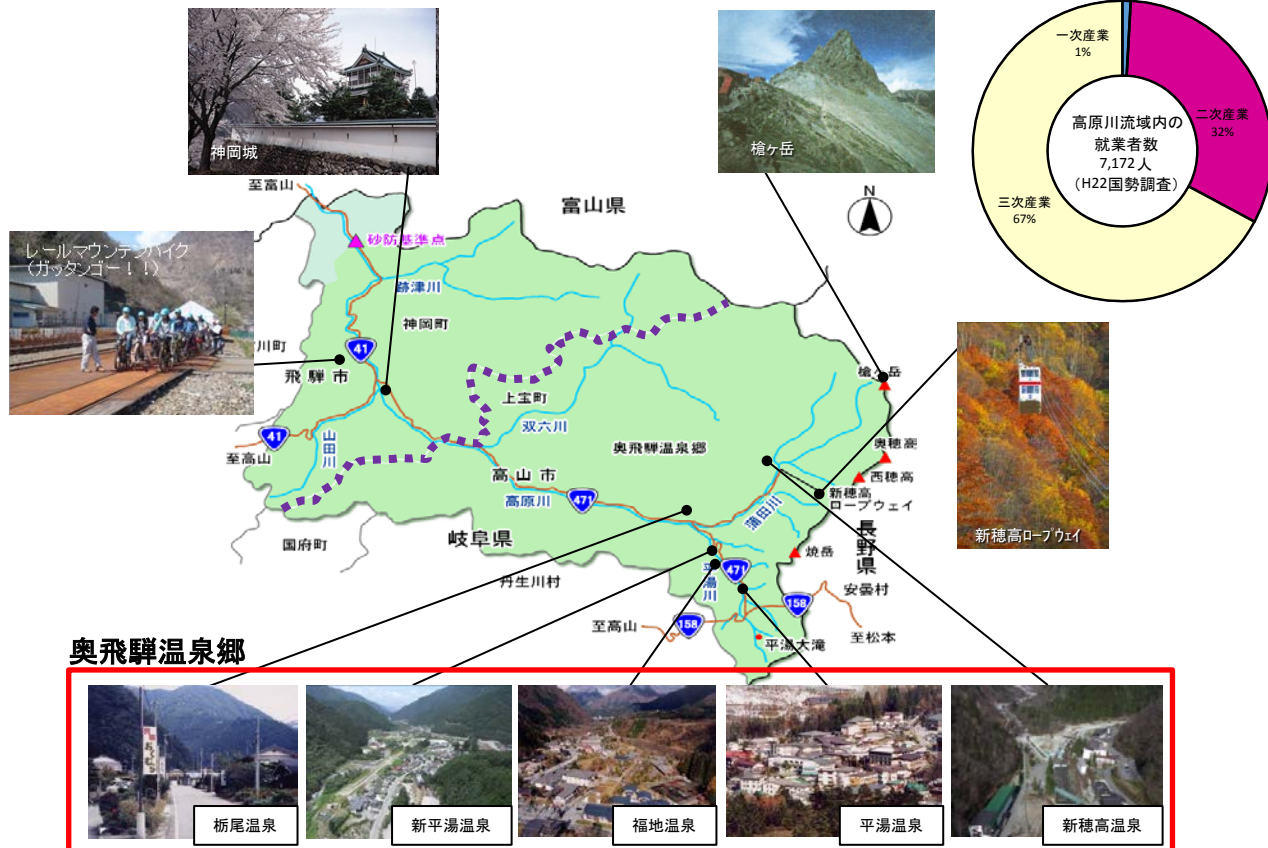 神岡城
槍ヶ岳
一次産業
1%
二次産業
32%
三次産業
67%
高原川流域内の
就業者数
7,172人
(H22国勢調査)
至富山
富山県
N
レールマウンテンバイク
(ガッタンゴー!!)
砂防基準点
跡津川
神岡町
川町
41
飛騨市
槍ヶ岳
上宝町
双六川
41
至高山
山田川
奥飛騨温泉郷
奥穂高
西穂高
高山市
高原川
471
新穂高
ロープウェイ
蒲田川
新穂高ロープウェイ
国府町
岐阜県
長野県
焼岳
丹生川村
平湯川
471
安曇村
158
至高山
158
至松本
平湯大滝
奥飛騨温泉郷
栃尾温泉
新平湯温泉
福地温泉
平湯温泉
新穂高温泉